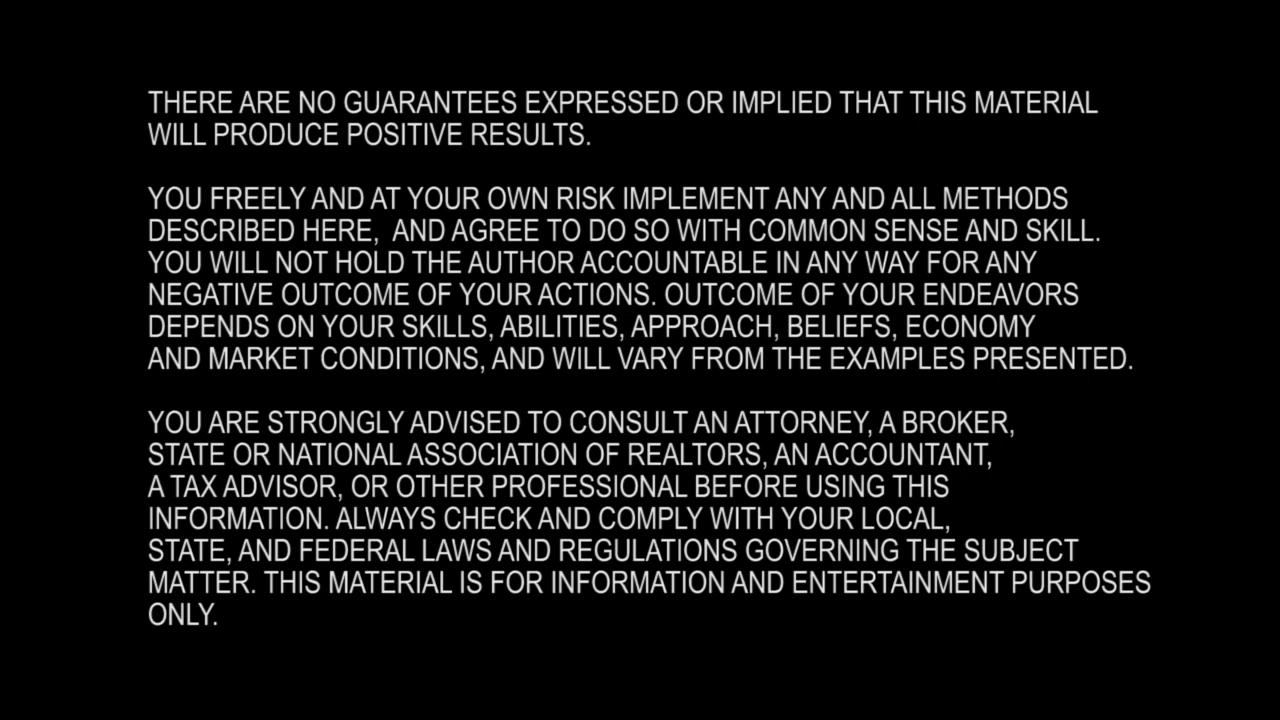 THERE ARE NO GUARANTEES EXPRESSED OR IMPLIED THAT THIS MATERIAL
WILL PRODUCE POSITIVE RESULTS.
YOU FREELY AND AT YOUR OWN RISK IMPLEMENT ANY AND ALL METHODS
DESCRIBED HERE, AND AGREE TO DO SO WITH COMMON SENSE AND SKILL.
YOU WILL NOT HOLD THE AUTHOR ACCOUNTABLE IN ANY WAY FOR ANY
NEGATIVE OUTCOME OF YOUR ACTIONS. OUTCOME OF YOUR ENDEAVORS
DEPENDS ON YOUR SKILLS, ABILITIES, APPROACH, BELIEFS, ECONOMY
AND MARKET CONDITIONS, AND WILL VARY FROM THE EXAMPLES PRESENTED.
YOU ARE STRONGLY ADVISED TO CONSULT AN ATTORNEY, A BROKER,
STATE OR NATIONAL ASSOCIATION OF REALTORS, AN ACCOUNTANT,
A TAX ADVISOR, OR OTHER PROFESSIONAL BEFORE USING THIS
INFORMATION. ALWAYS CHECK AND COMPLY WITH YOUR LOCAL,
STATE, AND FEDERAL LAWS AND REGULATIONS GOVERNING THE SUBJECT
MATTER. THIS MATERIAL IS FOR INFORMATION AND ENTERTAINMENT PURPOSES
ONLY.